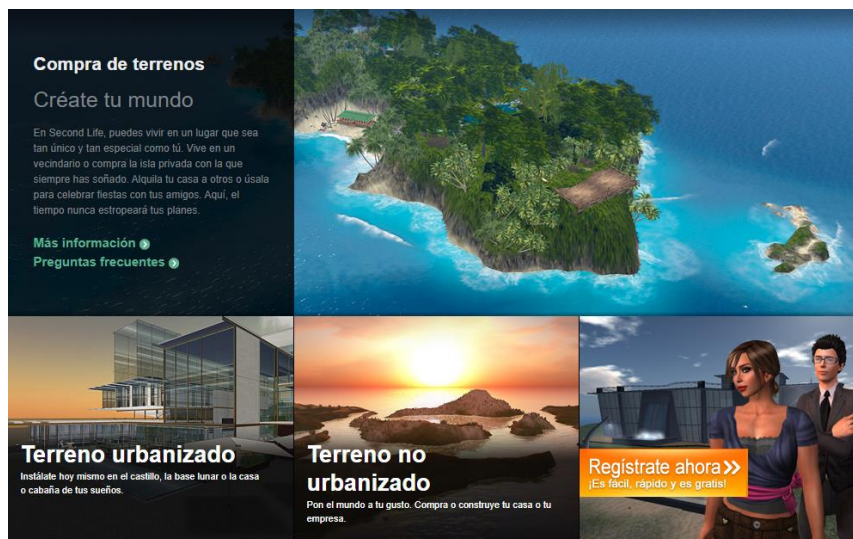 Compra de terrenos
Créate tu mundo
En Second Life, puedes vivir en un lugar que sea
tan único y tan especial como tú. Vive en un
vecindario o compra la isla privada con la que
siempre has soñado. Alquila tu casa a otros o úsala
para celebrar fiestas con tus amigos. Aquí, el
tiempo nunca estropeará tus planes.
Más información
Preguntas frecuentes
Terreno urbanizado
Instálate hoy mismo en el castillo, la base lunar o la casa
o cabaña de tus sueños.
Terreno no
urbanizado
Pon el mundo a tu gusto. Compra o construye tu casa o tu
empresa.
Regístrate ahora
¡Es fácil, rápido y es gratis!